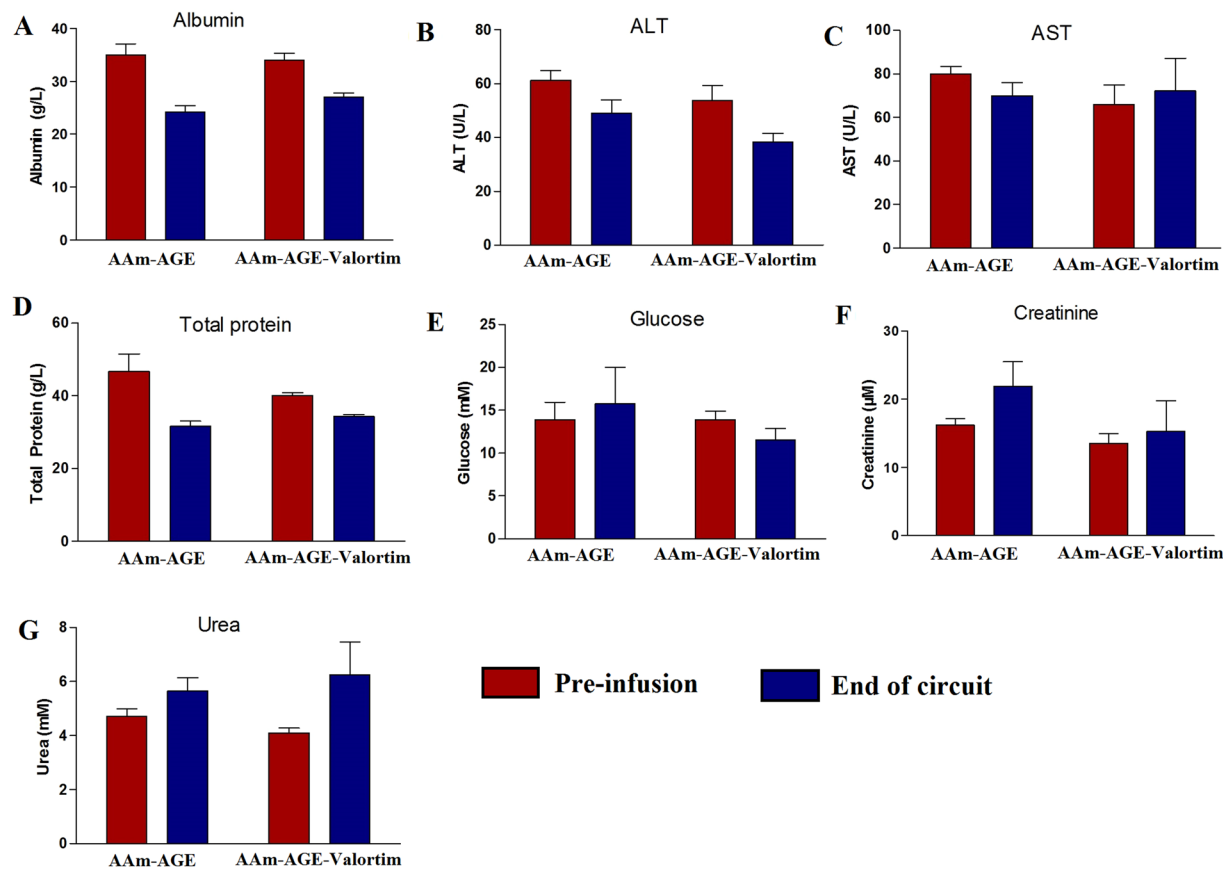 A
Albumin
Albumin (g/L)
40
30
20
10
0
AAm-AGE
AAm-AGE-Valortim
B
ALT
ALT (U/L)
80
60
40
20
0
AAm-AGE
AAm-AGE-Valortim
C
AST
AST (U/L)
100
80
60
40
20
0
AAm-AGE
AAm-AGE-Valortim
D
Total protein
Total Protein (g/L)
60
40
20
0
AAm-AGE
AAm-AGE-Valortim
E
Glucose
Glucose (mM)
25
20
15
10
5
0
AAm-AGE
AAm-AGE-Valortim
F
Creatinine
Creatinine (µM)
30
20
10
0
AAm-AGE
AAm-AGE-Valortim
G
Urea
Urea (mM)
8
6
4
2
0
AAm-AGE
AAm-AGE-Valortim
Pre-infusion
End of circuit